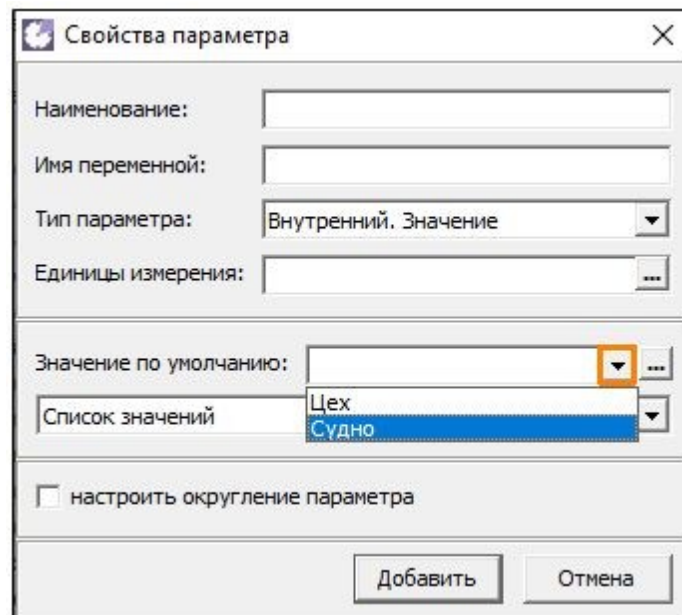 Свойства параметра
Наименование:
Имя переменной:
Тип параметра: Внутренний. Значение
Единицы измерения: ...
Значение по умолчанию: ...
Цех
Список значений
Судно
настроить округление параметра
Добавить Отмена